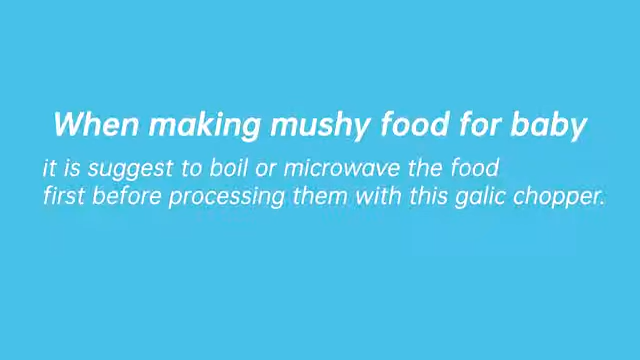 When making mushy food for baby
it is suggest to boil or microwave the food
first before processing them with this galic chopper.